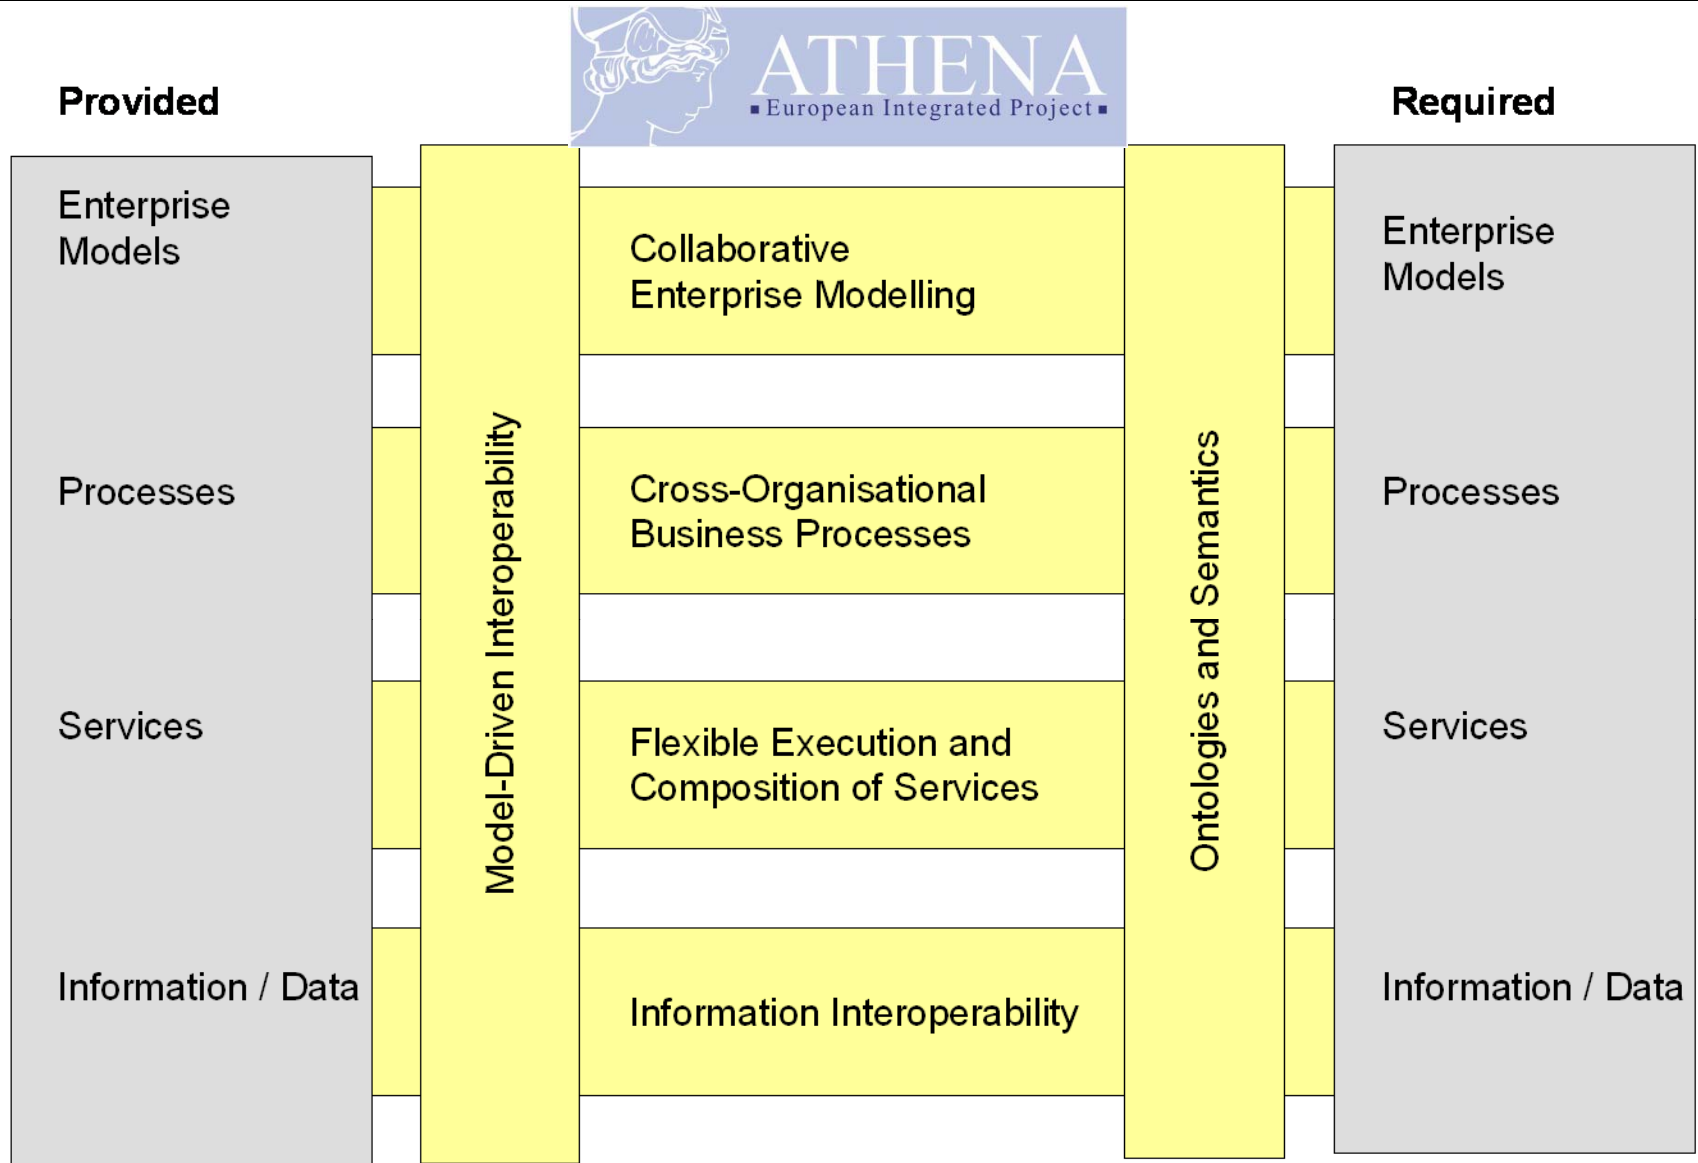 ATHENA
▪ European Integrated Project ▪
Provided
Required
Enterprise
Models
Processes
Services
Information / Data
Model-Driven Interoperability
Collaborative
Enterprise Modelling
Cross-Organisational
Business Processes
Flexible Execution and
Composition of Services
Information Interoperability
Ontologies and Semantics
Enterprise
Models
Processes
Services
Information / Data